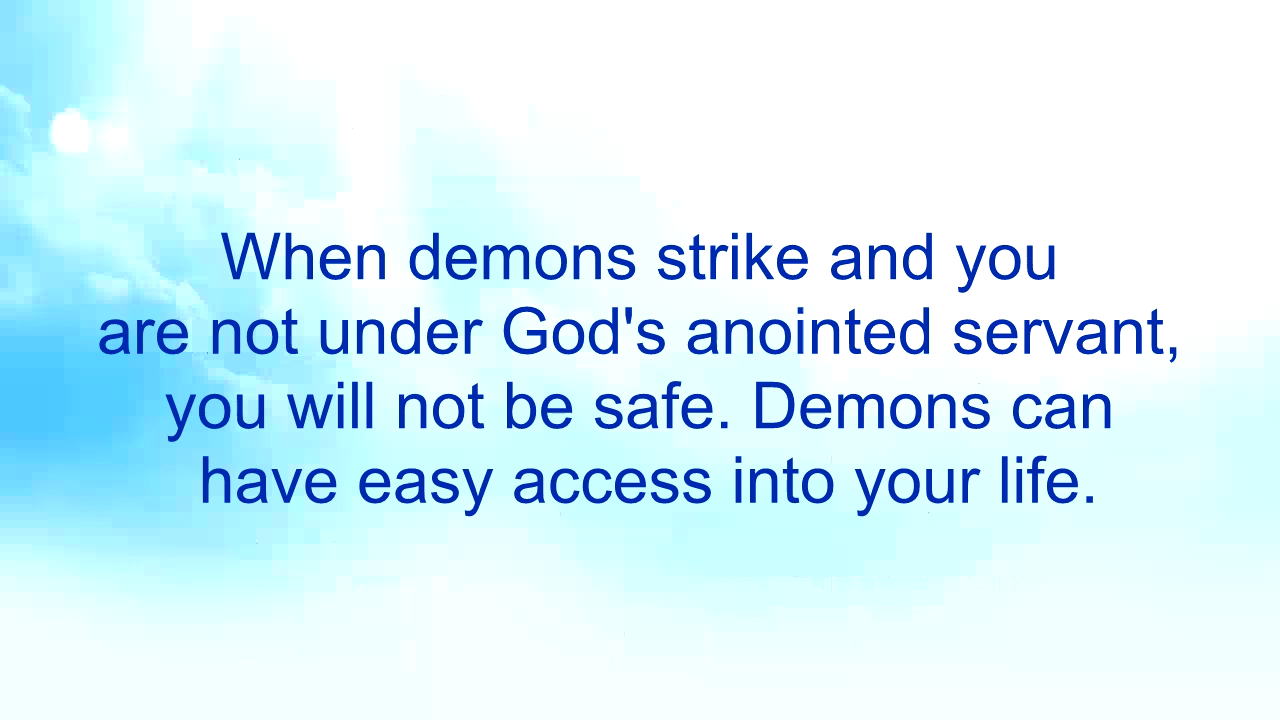 When demons strike and you
are not under God's anointed servant,
you will not be safe. Demons can
have easy access into your life.